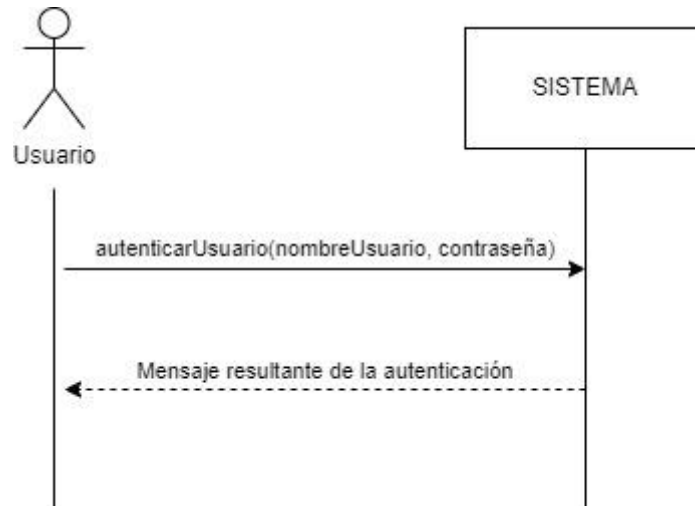 SISTEMA
Usuario
autenticarUsuario(nombreUsuario, contraseña)
Mensaje resultante de la autenticación